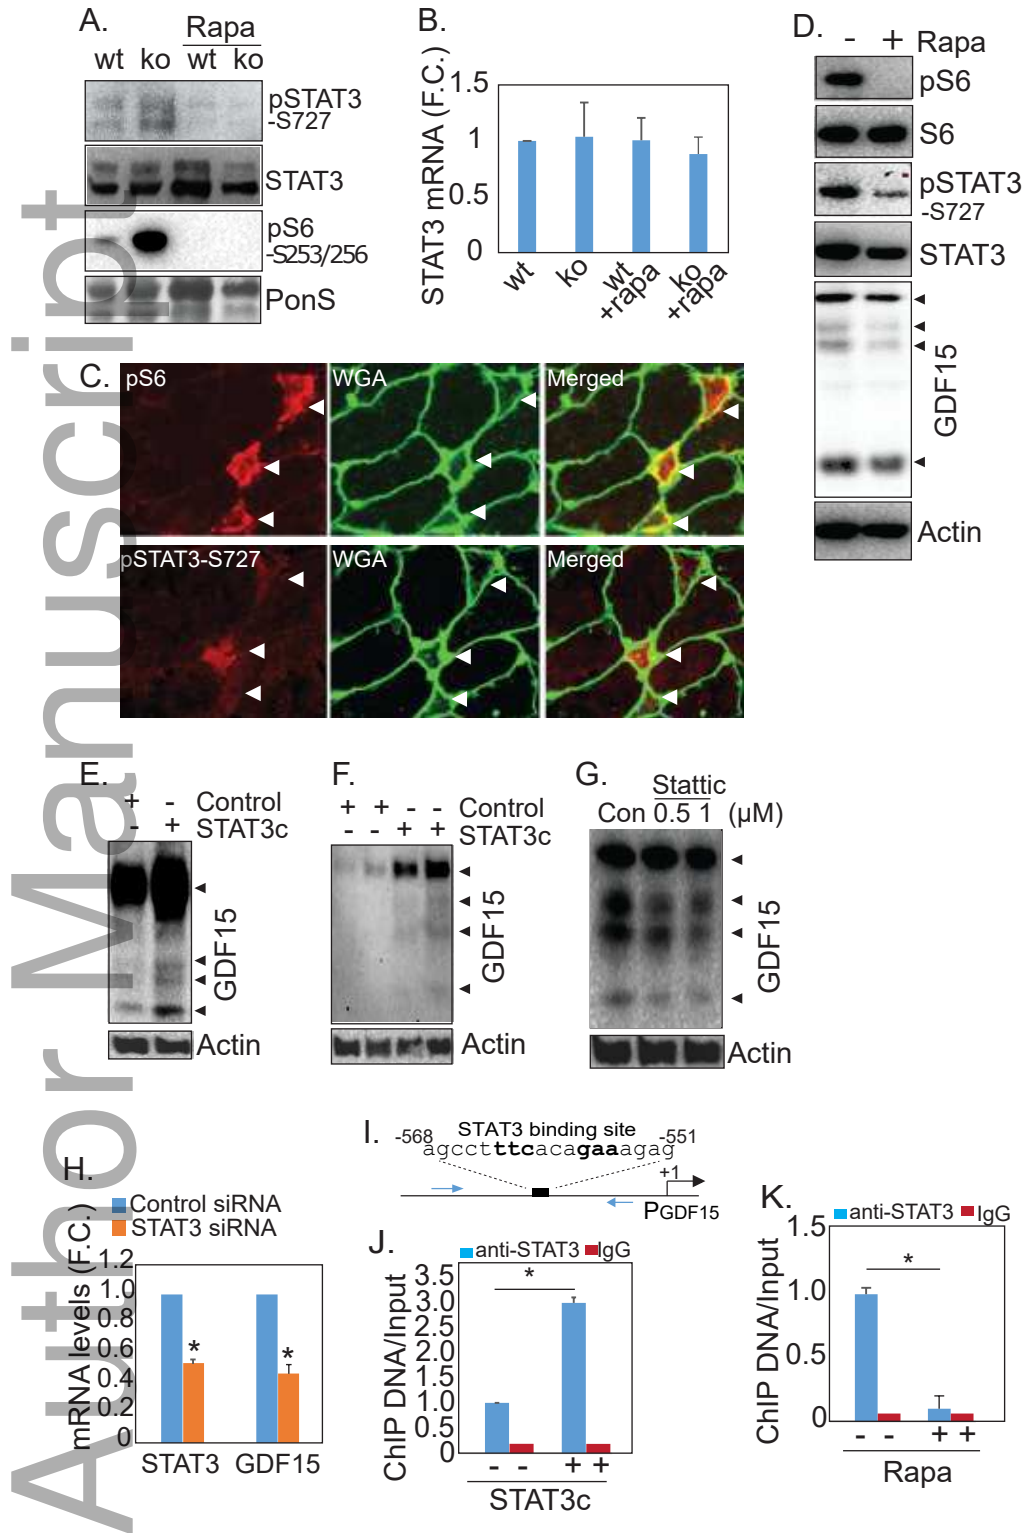 Author Manuscript
A.
Rapa
wt ko wt ko
pSTAT3
-S727
STAT3
pS6
-S253/256
PonS
B.
STAT3 mRNA (F.C.)
1.5
1
0.5
0
wt
ko
wt
+rapa
ko
+rapa
C.
pS6
WGA
Merged
pSTAT3-S727
WGA
Merged
D.
- + Rapa
pS6
S6
pSTAT3
-S727
STAT3
GDF15
Actin
E.
+ - Control
- + STAT3c
GDF15
Actin
F.
+ + - - Control
- - + + STAT3c
GDF15
Actin
G.
Stattic
Con 0.5 1 (μM)
GDF15
Actin
H.
Control siRNA
STAT3 siRNA
mRNA levels (F.C.)
1.2
1.0
0.8
0.6
0.4
0.2
0
* *
STAT3 GDF15
I.
STAT3 binding site
-568 -551
agcctttcacagaaagag
+1
PGDF15
J.
anti-STAT3 IgG
ChIP DNA/Input
3.5
3.0
2.5
2.0
1.5
1.0
0.5
0
*
- - + +
STAT3c
K.
anti-STAT3 IgG
ChIP DNA/Input
1.5
1.0
0.5
0
*
- - + +
Rapa